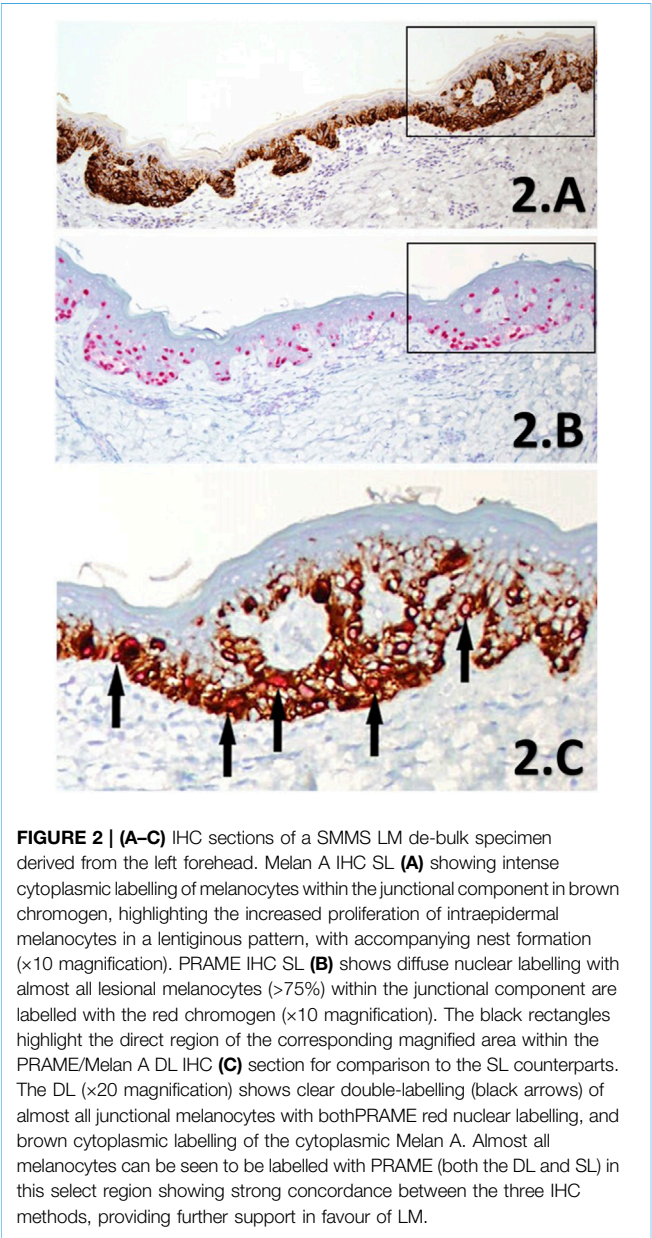 2.A
2.B
2.C
FIGURE 2 | (A–C) IHC sections of a SMMS LM de-bulk specimen
derived from the left forehead. Melan A IHC SL (A) showing intense
cytoplasmic labelling of melanocytes within the junctional component in brown
chromogen, highlighting the increased proliferation of intraepidermal
melanocytes in a lentiginous pattern, with accompanying nest formation
(×10 magnification). PRAME IHC SL (B) shows diffuse nuclear labelling with
almost all lesional melanocytes (>75%) within the junctional component are
labelled with the red chromogen (×10 magnification). The black rectangles
highlight the direct region of the corresponding magnified area within the
PRAME/Melan A DL IHC (C) section for comparison to the SL counterparts.
The DL (×20 magnification) shows clear double-labelling (black arrows) of
almost all junctional melanocytes with bothPRAME red nuclear labelling, and
brown cytoplasmic labelling of the cytoplasmic Melan A. Almost all
melanocytes can be seen to be labelled with PRAME (both the DL and SL) in
this select region showing strong concordance between the three IHC
methods, providing further support in favour of LM.